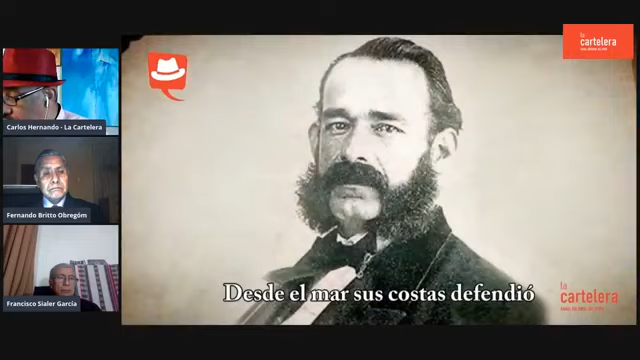 la
cartelera
Carlos Hernando - La Cartelera
Fernando Britto Obregóm
Francisco Sialer García
Desde el mar sus costas defendió
la
cartelera